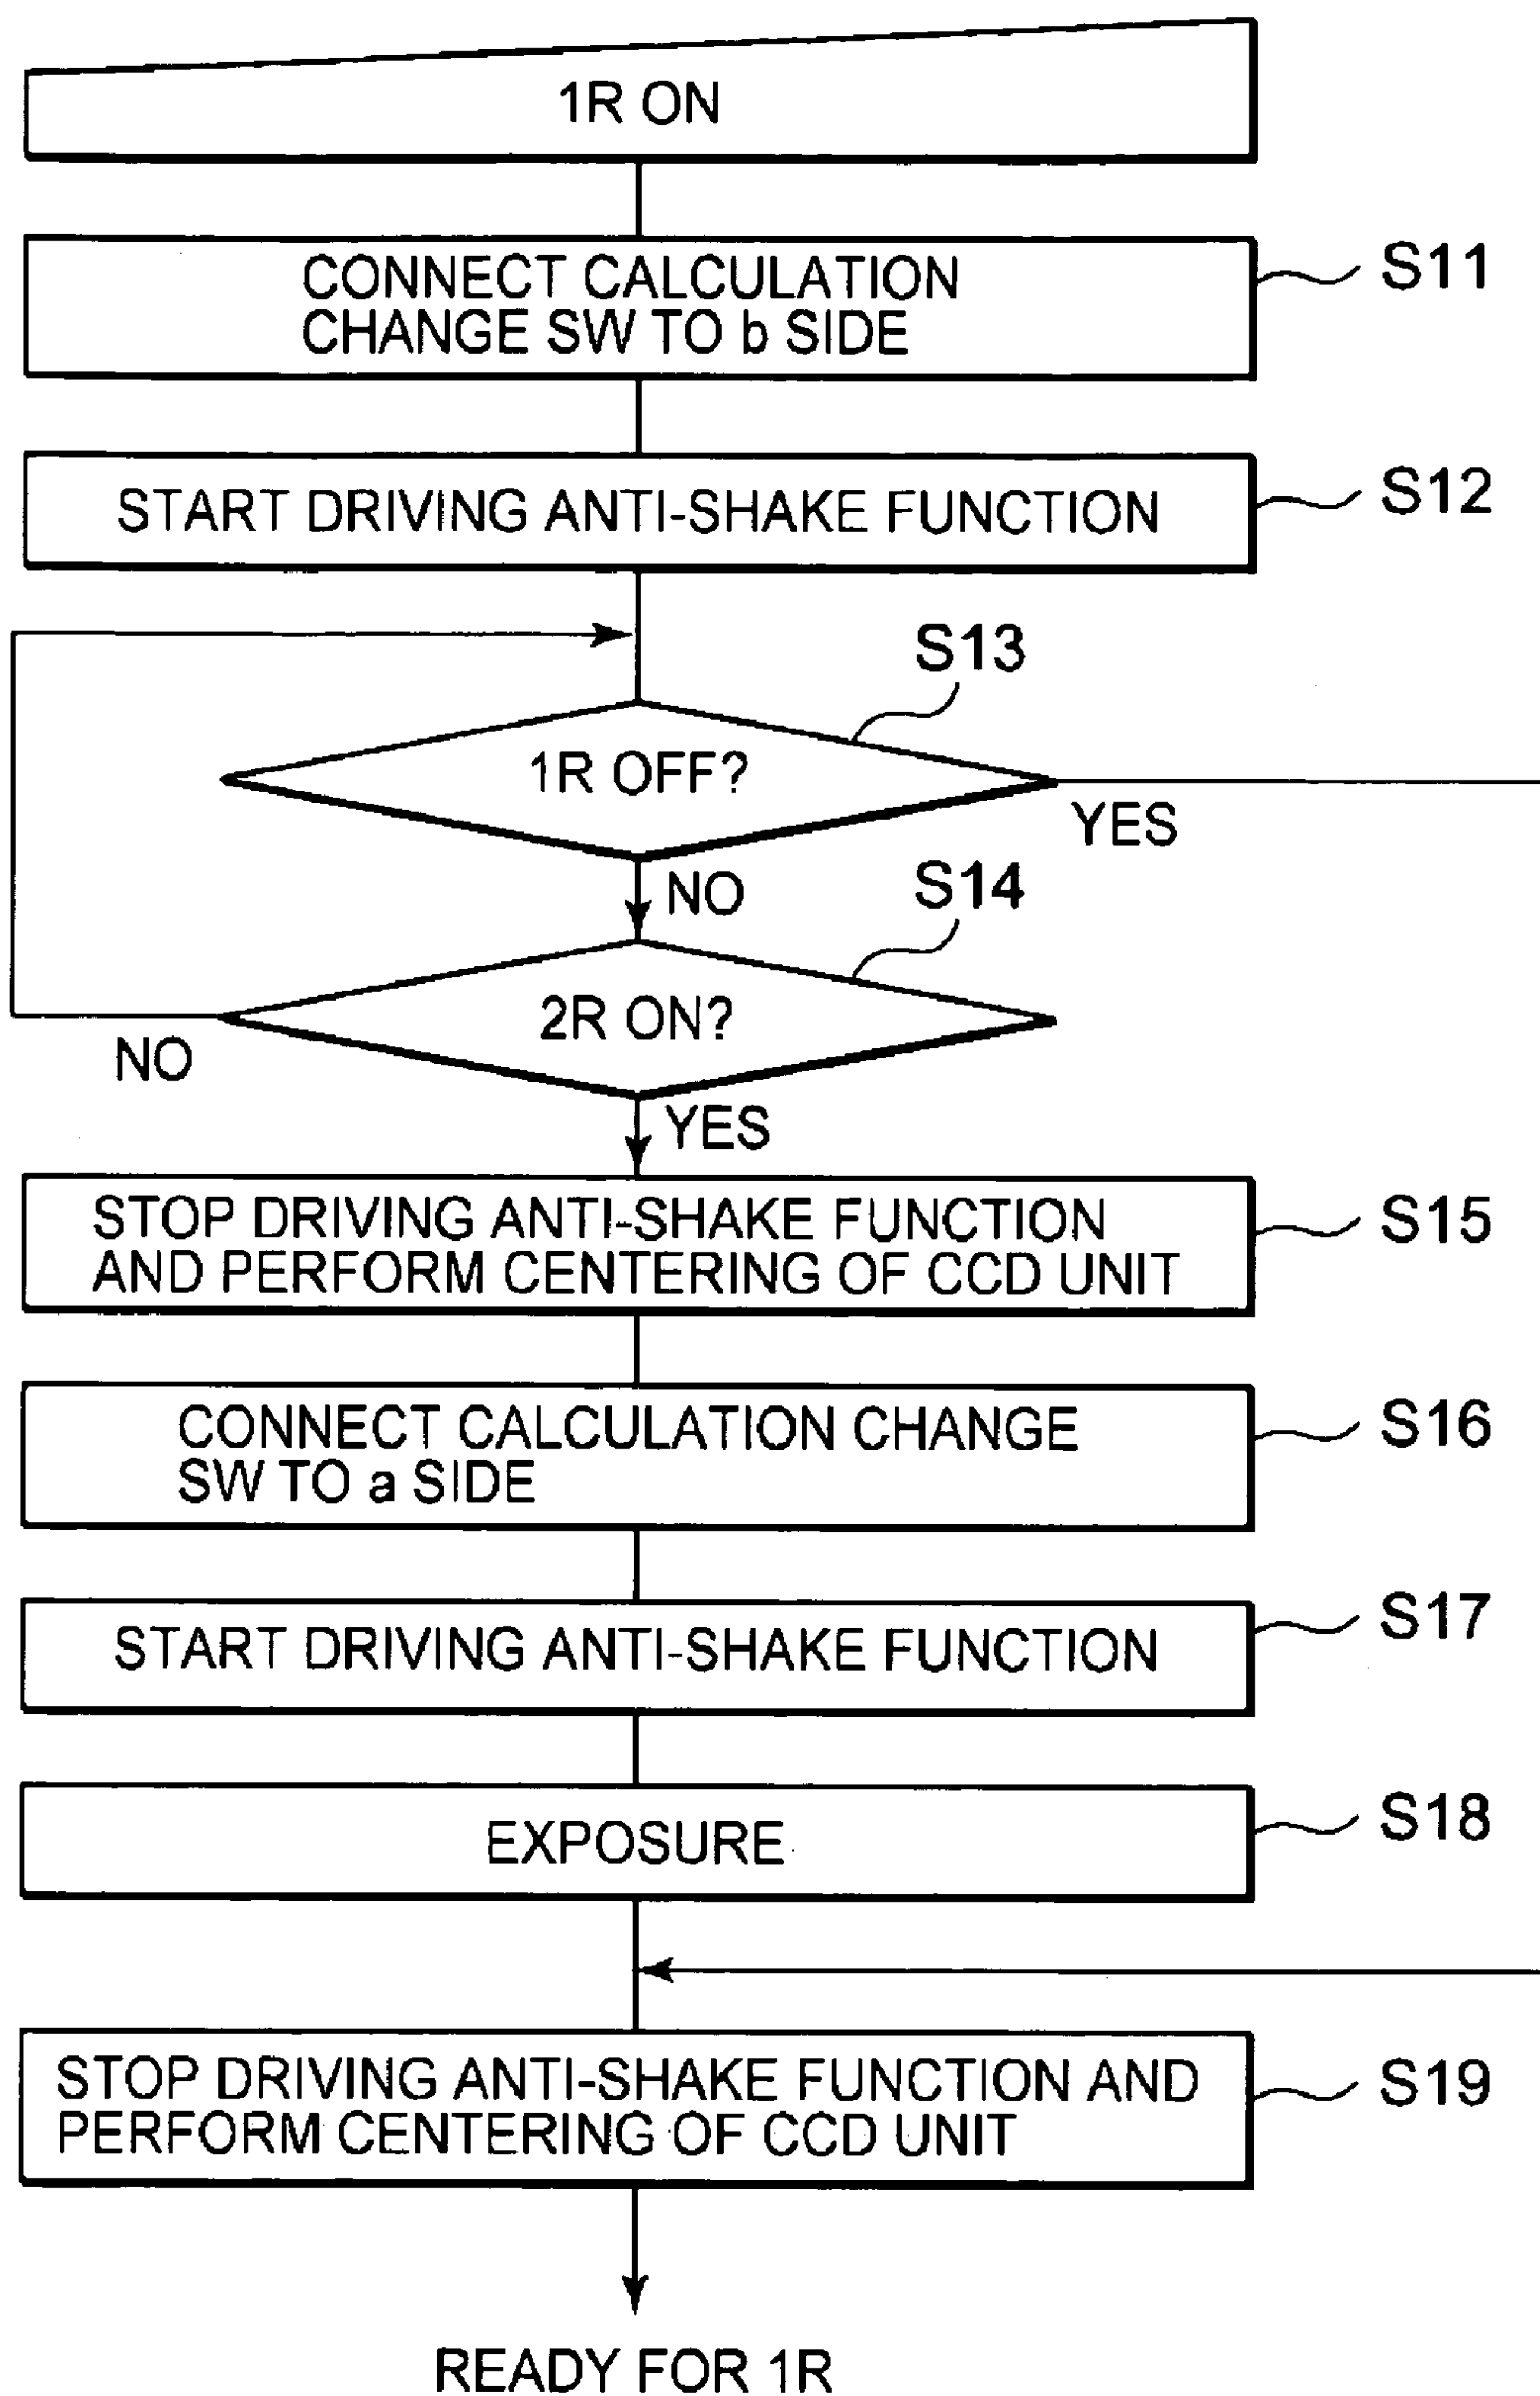 1R ON
CONNECT CALCULATION
CHANGE SW TO b SIDE
S11
START DRIVING ANTI-SHAKE FUNCTION
S12
S13
1R OFF?
YES
NO
S14
2R ON?
NO
YES
STOP DRIVING ANTI-SHAKE FUNCTION
AND PERFORM CENTERING OF CCD UNIT
S15
CONNECT CALCULATION CHANGE
SW TO a SIDE
S16
START DRIVING ANTI-SHAKE FUNCTION
S17
EXPOSURE
S18
STOP DRIVING ANTI-SHAKE FUNCTION AND
PERFORM CENTERING OF CCD UNIT
S19
READY FOR 1R